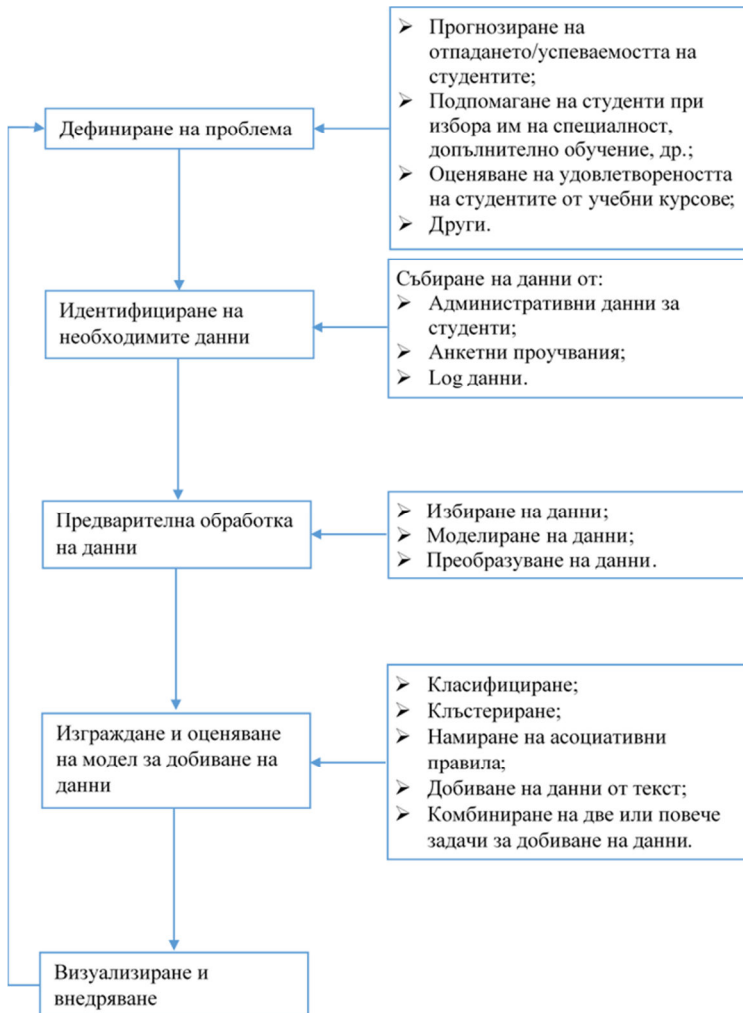 ➢ Прогнозиране на
отпадането/успеваемостта на
студентите;
➢ Подпомагане на студенти при
избора им на специалност,
допълнително обучение, др.;
➢ Оценяване на удовлетвореността
на студентите от учебни курсове;
➢ Други.
Дефиниране на проблема
Събиране на данни от:
➢ Административни данни за
студенти;
➢ Анкетни проучвания;
➢ Log данни.
Идентифициране на
необходимите данни
➢ Избиране на данни;
➢ Моделиране на данни;
➢ Преобразуване на данни.
Предварителна обработка
на данни
➢ Класифициране;
➢ Клъстериране;
➢ Намиране на асоциативни
правила;
➢ Добиване на данни от текст;
➢ Комбиниране на две или повече
задачи за добиване на данни.
Изграждане и оценяване
на модел за добиване на
данни
Визуализиране и
внедряване